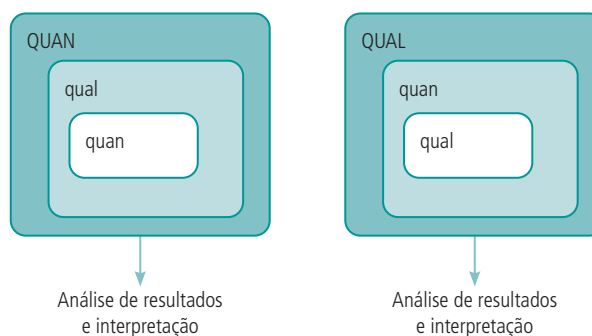 QUAN
qual
quan
Análise de resultados
e interpretação
QUAL
quan
qual
Análise de resultados
e interpretação